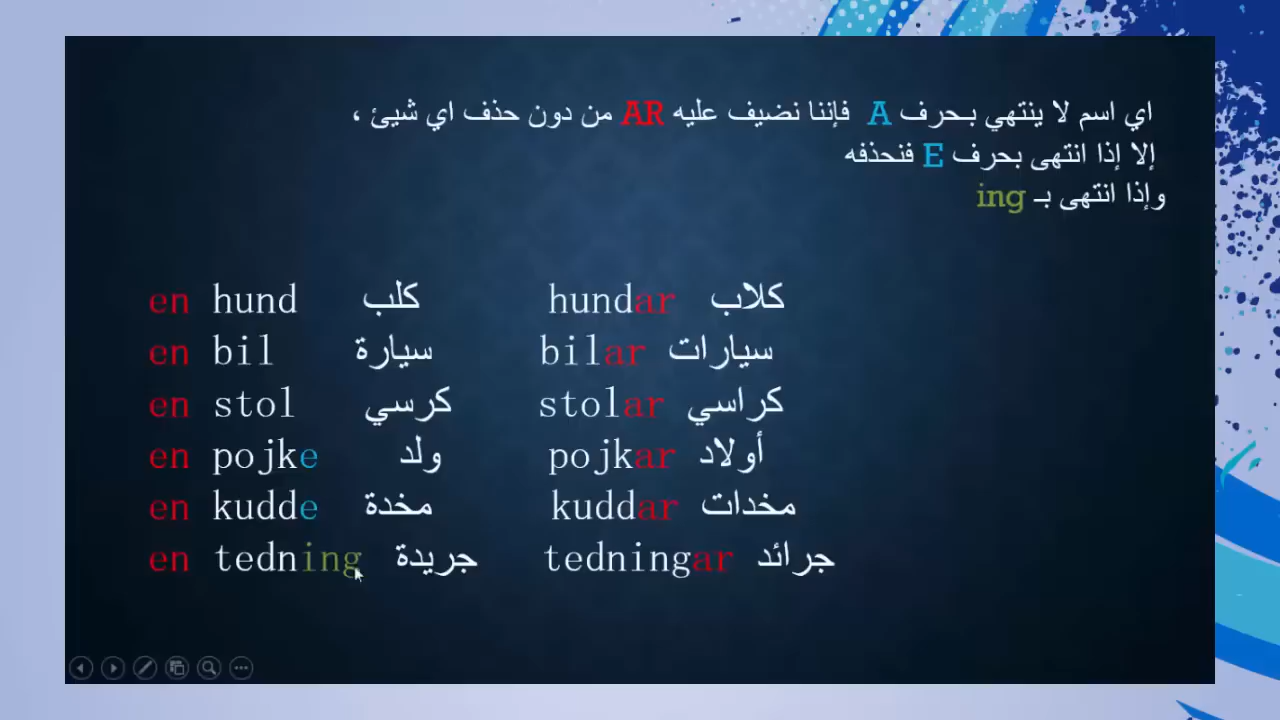 اي اسم لا ينتهي بـحرف A فإننا نضيف عليه AR من دون حذف اي شيئ ،
إلا إذا انتهى بحرف E فنحذفه
وإذا انتهى بـ ing
en hund كلب hundar كلاب
en bil سيارة bilar سيارات
en stol كرسي stolar كراسي
en pojke ولد pojkar أولاد
en kudde مخدة kuddar مخدات
en tedning جريدة tedningar جرائد